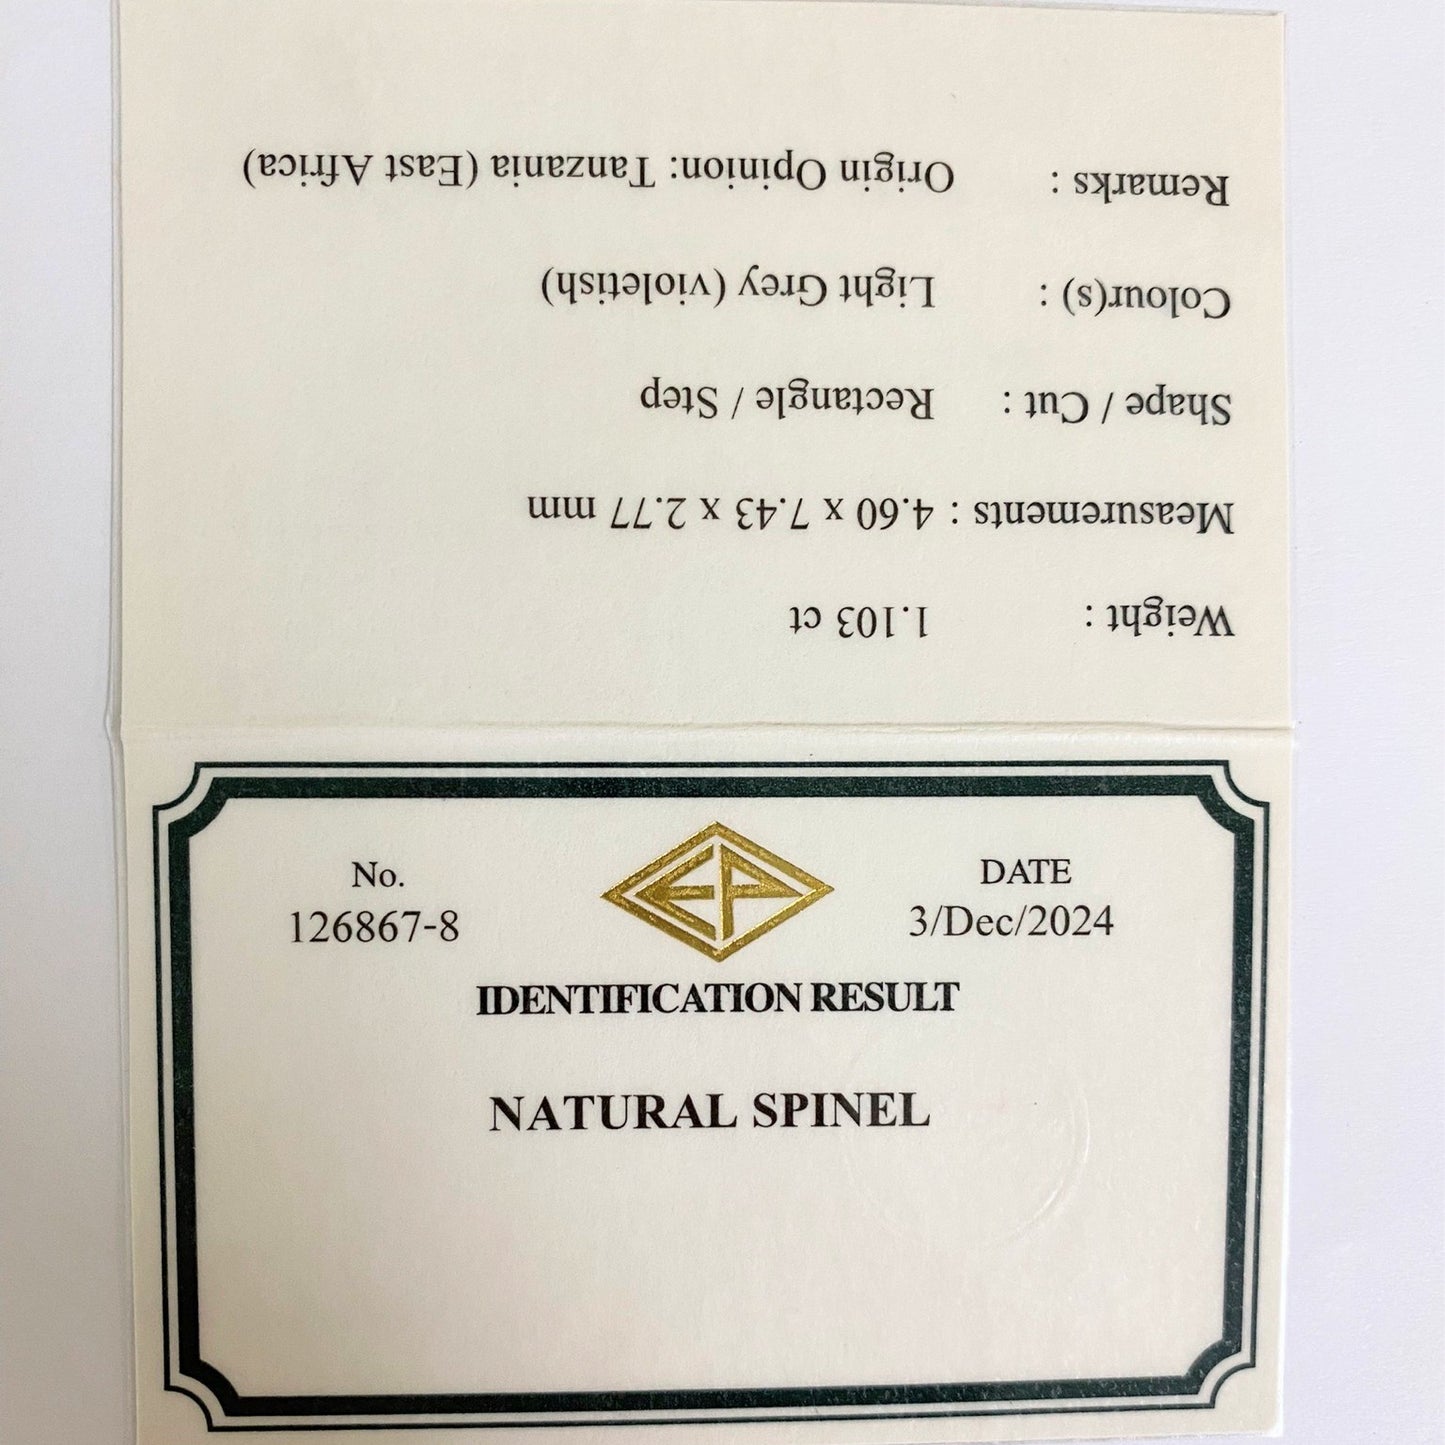 Weight : 1.103 ct
Measurements : 4.60 x 7.43 x 2.77 mm
Shape / Cut : Rectangle / Step
Colour(s) : Light Grey (violetish)
Remarks : Origin Opinion: Tanzania (East Africa)
No.
126867-8
EP
DATE
3/Dec/2024
IDENTIFICATION RESULT
NATURAL SPINEL